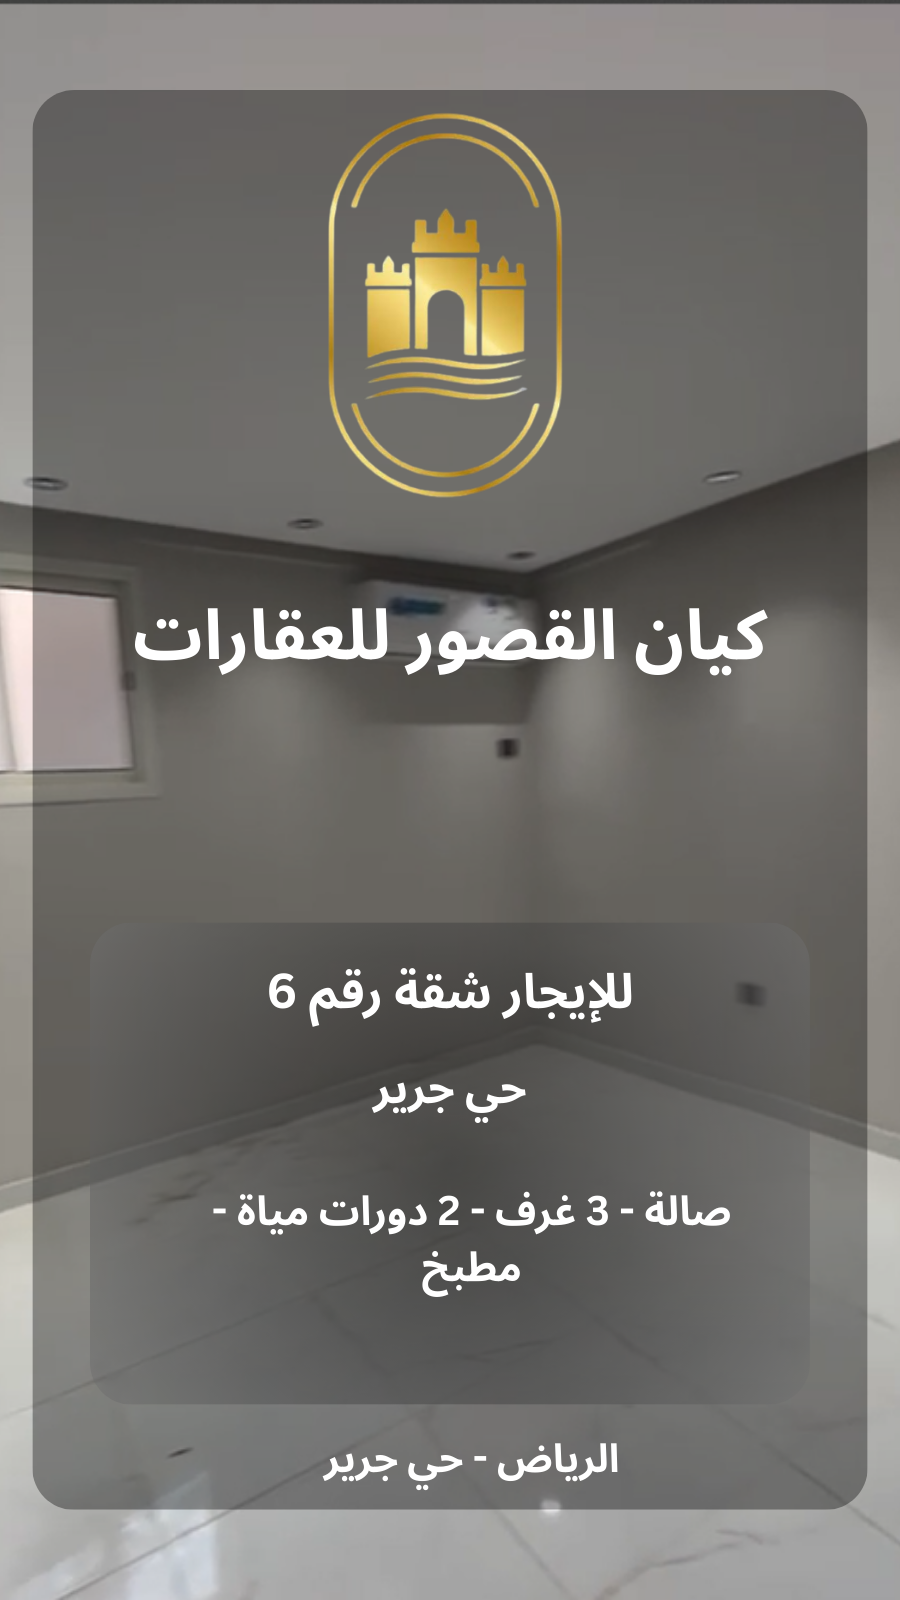 كيان القصور للعقارات
للإيجار شقة رقم 6
حي جرير
صالة - 3 غرف - 2 دورات مياة -
مطبخ
الرياض - حي جرير